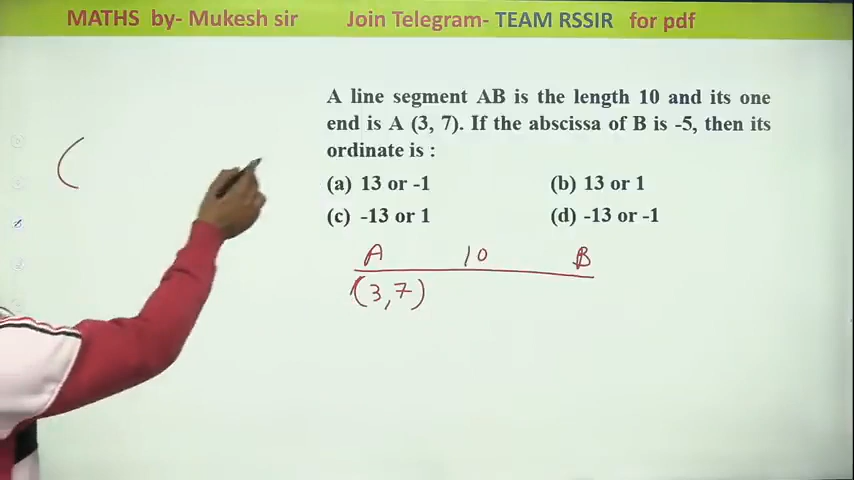 MATHS by- Mukesh sir Join Telegram- TEAM RSSIR for pdf
A line segment AB is the length 10 and its one
end is A (3, 7). If the abscissa of B is -5, then its
ordinate is :
(a) 13 or -1 (b) 13 or 1
(c) -13 or 1 (d) -13 or -1
A 10 B
(3,7)
(